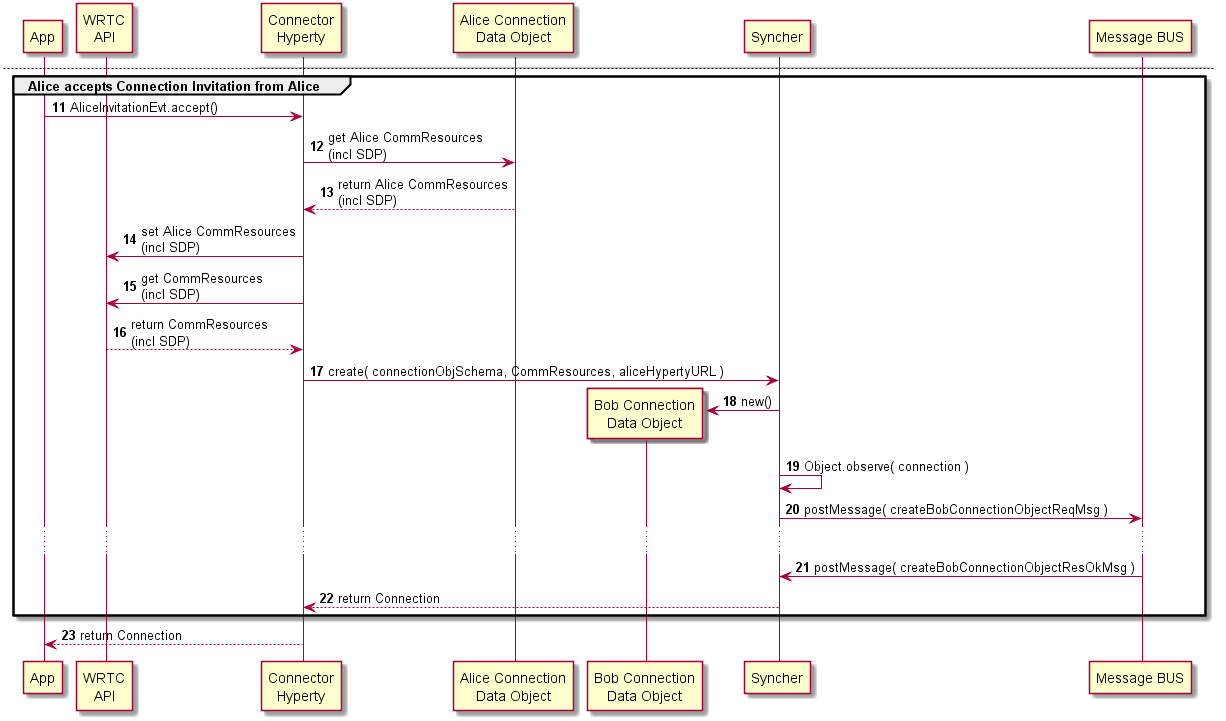 App
WRTC
API
Connector
Hyperty
Alice Connection
Data Object
Syncher
Message BUS
Alice accepts Connection Invitation from Alice
11 AliceInvitationEvt.accept()
12 get Alice CommResources
(incl SDP)
13 return Alice CommResources
(incl SDP)
14 set Alice CommResources
(incl SDP)
15 get CommResources
(incl SDP)
16 return CommResources
(incl SDP)
17 create( connectionObjSchema, CommResources, aliceHypertyURL )
Bob Connection
Data Object
18 new()
19 Object.observe( connection )
20 postMessage( createBobConnectionObjectReqMsg )
21 postMessage( createBobConnectionObjectResOkMsg )
22 return Connection
23 return Connection
App
WRTC
API
Connector
Hyperty
Alice Connection
Data Object
Bob Connection
Data Object
Syncher
Message BUS